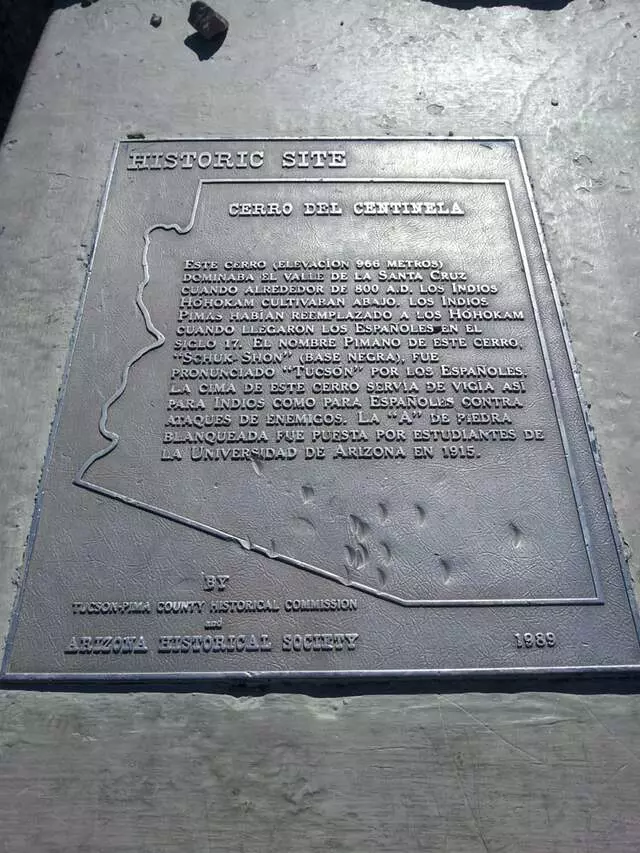 HISTORIC SITE
CERRO DEL CENTINELA
ESTE CERRO (ELEVACIÓN 966 METROS)
DOMINABA EL VALLE DE LA SANTA CRUZ
CUANDO ALREDEDOR DE 800 A.D. LOS INDIOS
HÓHOKAM CULTIVABAN ABAJO. LOS INDIOS
PIMAS HABÍAN REEMPLAZADO A LOS HÓHOKAM
CUANDO LLEGARON LOS ESPAÑOLES EN EL
SIGLO 17. EL NOMBRE PIMANO DE ESTE CERRO,
"SCHUK-SHON" (BASE NEGRA), FUE
PRONUNCIADO "TUCSÓN" POR LOS ESPAÑOLES.
LA CIMA DE ESTE CERRO SERVÍA DE VIGÍA ASÍ
PARA INDIOS COMO PARA ESPAÑOLES CONTRA
ATAQUES DE ENEMIGOS. LA "A" DE PIEDRA
BLANQUEADA FUE PUESTA POR ESTUDIANTES DE
LA UNIVERSIDAD DE ARIZONA EN 1915.
BY
TUCSON-PIMA COUNTY HISTORICAL COMMISSION
and
ARIZONA HISTORICAL SOCIETY
1989